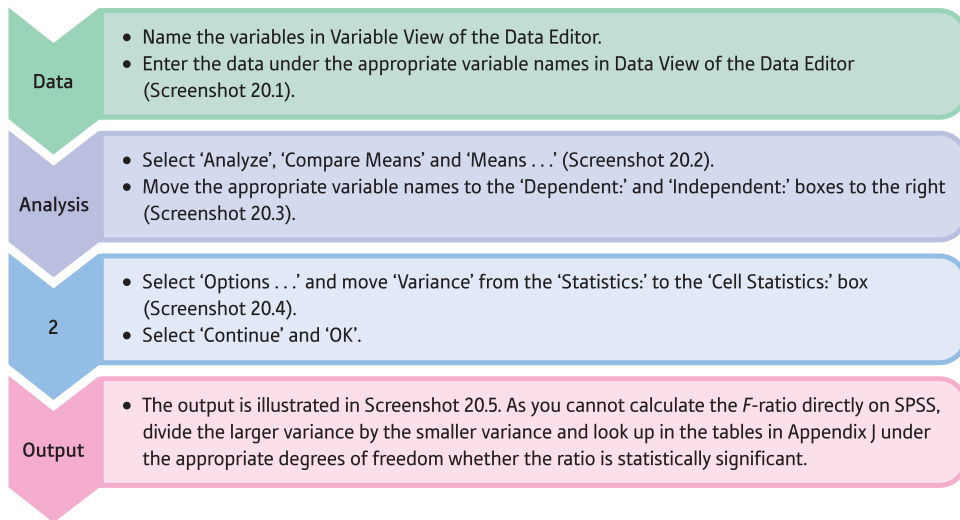 Data
• Name the variables in Variable View of the Data Editor.
• Enter the data under the appropriate variable names in Data View of the Data Editor
(Screenshot 20.1).
Analysis
• Select ‘Analyze’, ‘Compare Means’ and ‘Means . . .’ (Screenshot 20.2).
• Move the appropriate variable names to the ‘Dependent:’ and ‘Independent:’ boxes to the right
(Screenshot 20.3).
2
• Select ‘Options . . .’ and move ‘Variance’ from the ‘Statistics:’ to the ‘Cell Statistics:’ box
(Screenshot 20.4).
• Select ‘Continue’ and ‘OK’.
Output
• The output is illustrated in Screenshot 20.5. As you cannot calculate the F-ratio directly on SPSS,
divide the larger variance by the smaller variance and look up in the tables in Appendix J under
the appropriate degrees of freedom whether the ratio is statistically significant.